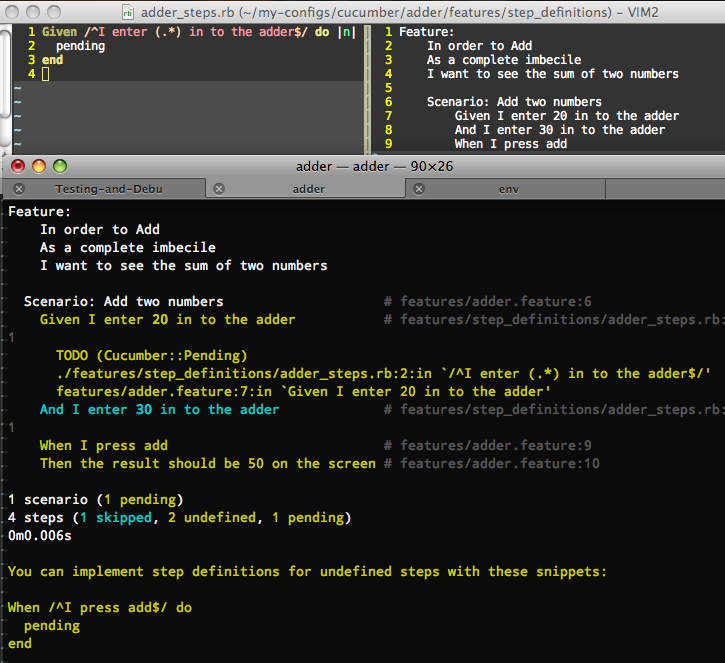 adder_steps.rb (~/my-configs/cucumber/adder/features/step_definitions) – VIM2
1 Given /^I enter (.*) in to the adder$/ do |n|
2   pending
3 end
4
~
~
~
~
~
1 Feature:
2     In order to Add
3     As a complete imbecile
4     I want to see the sum of two numbers
5
6     Scenario: Add two numbers
7         Given I enter 20 in to the adder
8         And I enter 30 in to the adder
9         When I press add
adder — adder — 90×26
Testing-and-Debu
adder
env
Feature:
    In order to Add
    As a complete imbecile
    I want to see the sum of two numbers
  Scenario: Add two numbers                    # features/adder.feature:6
    Given I enter 20 in to the adder           # features/step_definitions/adder_steps.rb:
1
      TODO (Cucumber::Pending)
      ./features/step_definitions/adder_steps.rb:2:in `/^I enter (.*) in to the adder$/'
      features/adder.feature:7:in `Given I enter 20 in to the adder'
    And I enter 30 in to the adder             # features/step_definitions/adder_steps.rb:
1
    When I press add                           # features/adder.feature:9
    Then the result should be 50 on the screen # features/adder.feature:10
1 scenario (1 pending)
4 steps (1 skipped, 2 undefined, 1 pending)
0m0.006s
You can implement step definitions for undefined steps with these snippets:
When /^I press add$/ do
  pending
end